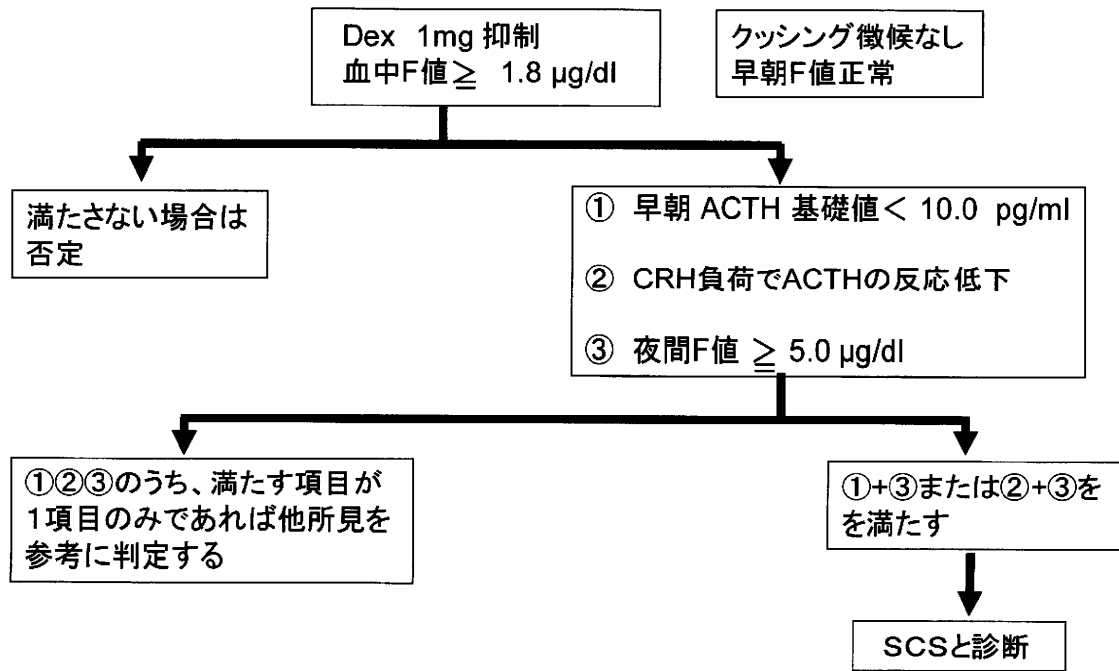 Dex 1mg 抑制
血中F値≧ 1.8 µg/dl
クッシング徴候なし
早朝F値正常
満たさない場合は
否定
① 早朝 ACTH 基礎値＜ 10.0 pg/ml
② CRH負荷でACTHの反応低下
③ 夜間F値 ≧ 5.0 µg/dl
①②③のうち、満たす項目が
1項目のみであれば他所見を
参考に判定する
①+③または②+③を
を満たす
SCSと診断